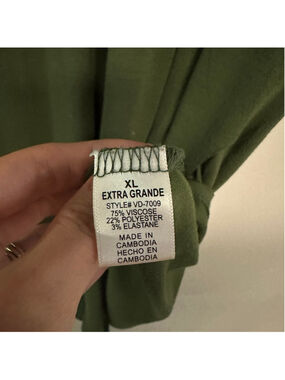 XL
EXTRA GRANDE
STYLE# VD-7009
75% VISCOSE
22% POLYESTER
3% ELASTANE
MADE IN
CAMBODIA
HECHO EN
CAMBODIA